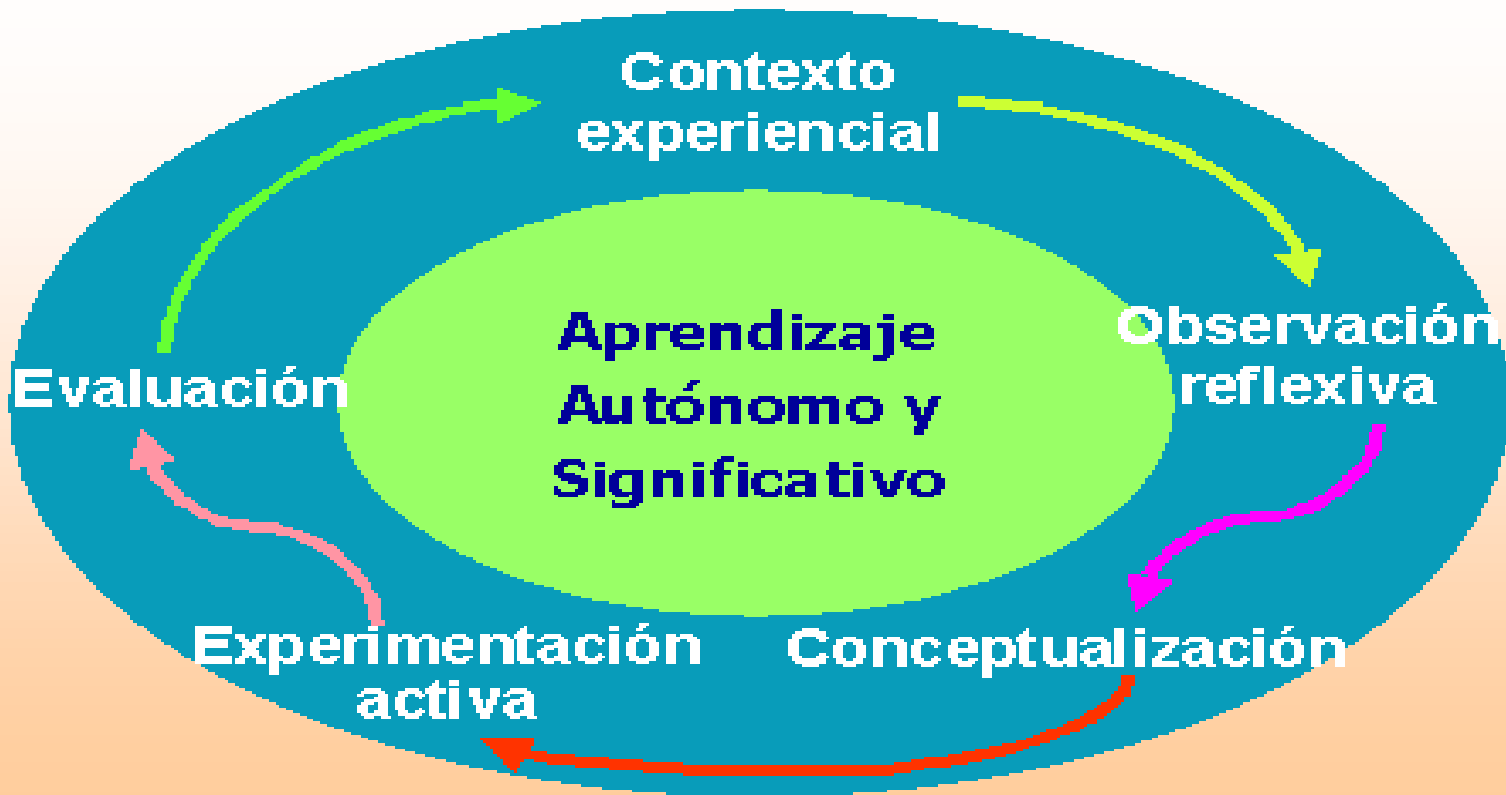 Contexto
experiencial
Observación
reflexiva
Conceptualización
Experimentación
activa
Evaluación
Aprendizaje
Autónomo y
Significativo